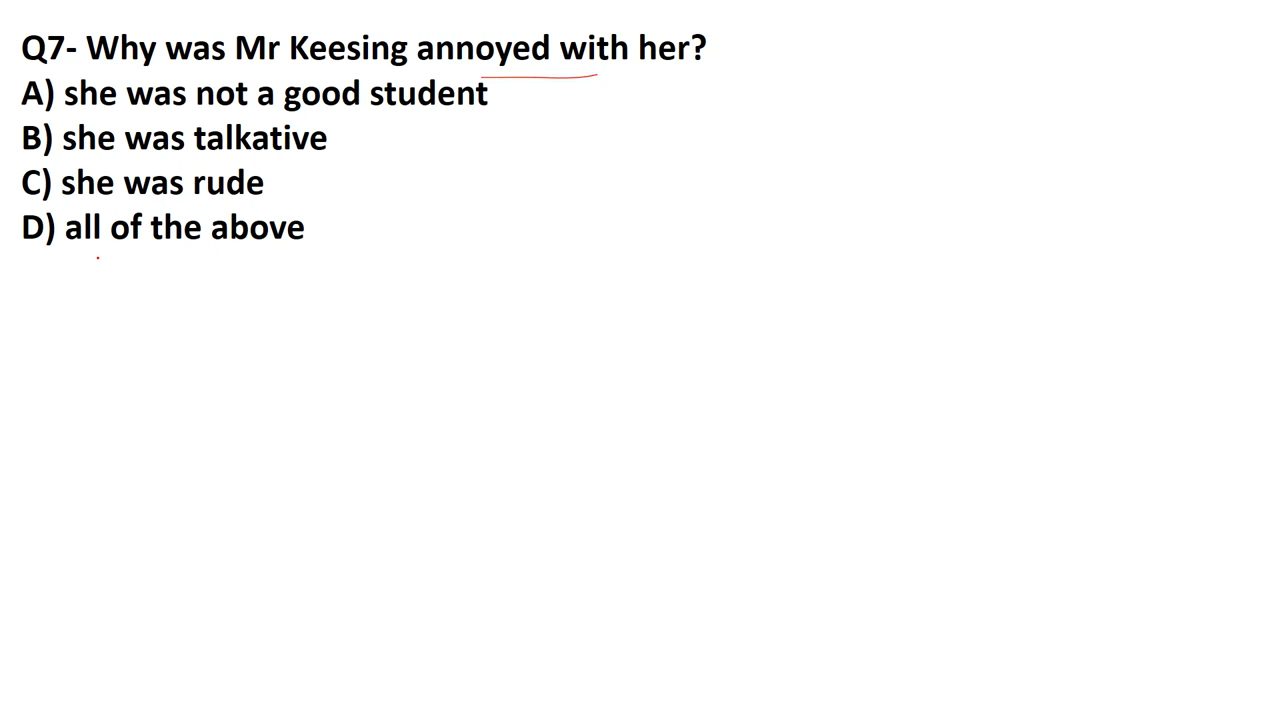 Q7- Why was Mr Keesing annoyed with her?
A) she was not a good student
B) she was talkative
C) she was rude
D) all of the above